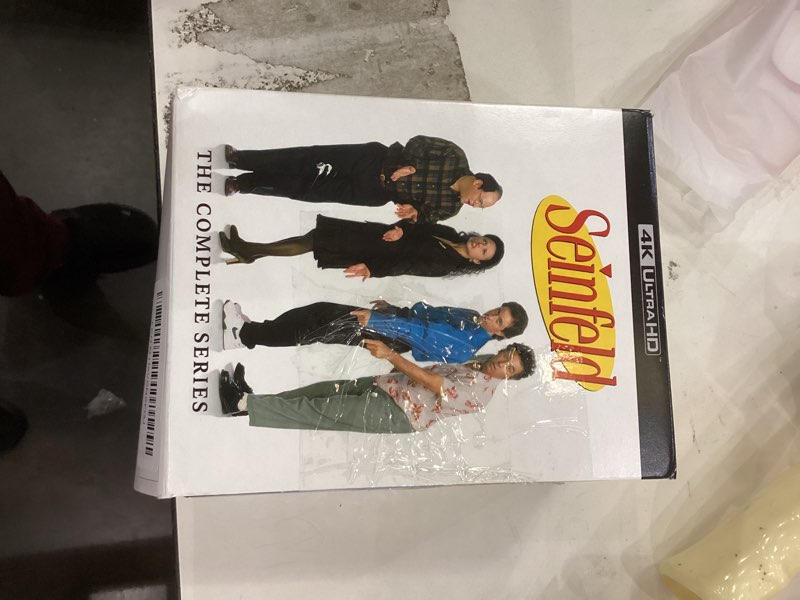 4K ULTRA HD
Seinfeld
THE COMPLETE SERIES